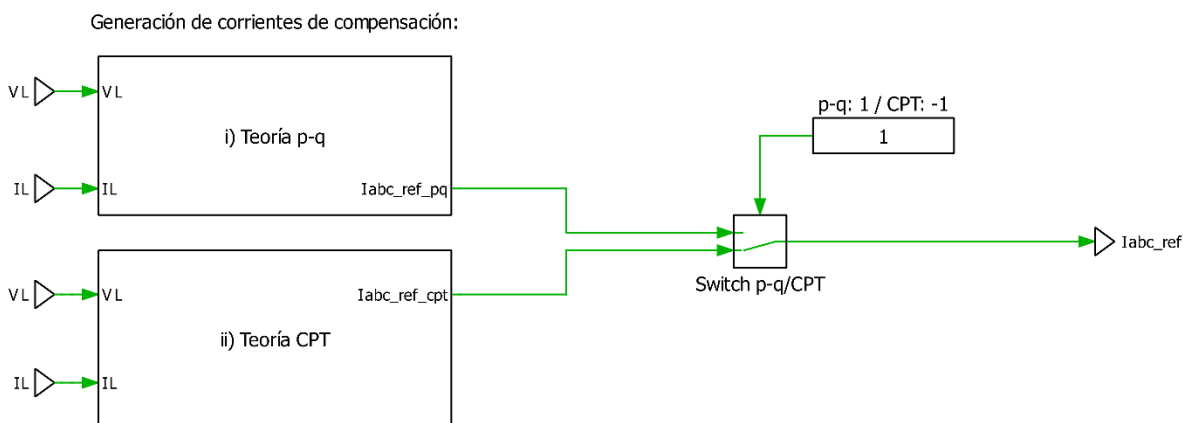 Generación de corrientes de compensación:
VL
VL
i) Teoría p-q
IL
IL
Iabc_ref_pq
p-q: 1 / CPT: -1
1
Iabc_ref
Switch p-q/CPT
VL
VL
Iabc_ref_cpt
ii) Teoría CPT
IL
IL